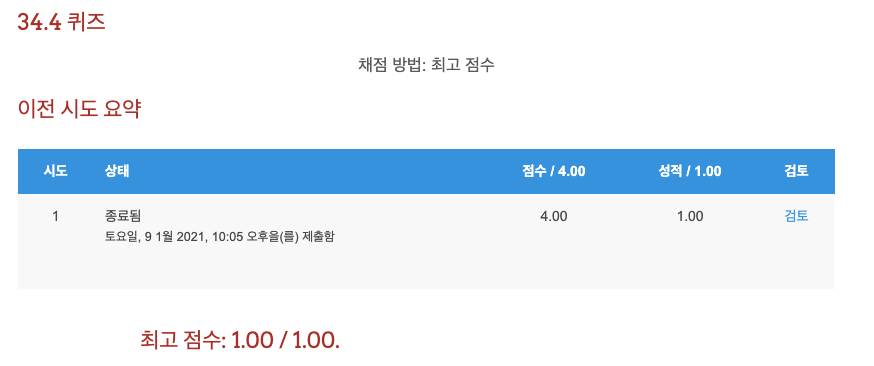 34.4 퀴즈
채점 방법: 최고 점수
이전 시도 요약
시도 상태 점수 / 4.00 성적 / 1.00 검토
1 종료됨 4.00 1.00 검토
토요일, 9 1월 2021, 10:05 오후을(를) 제출함
최고 점수: 1.00 / 1.00.